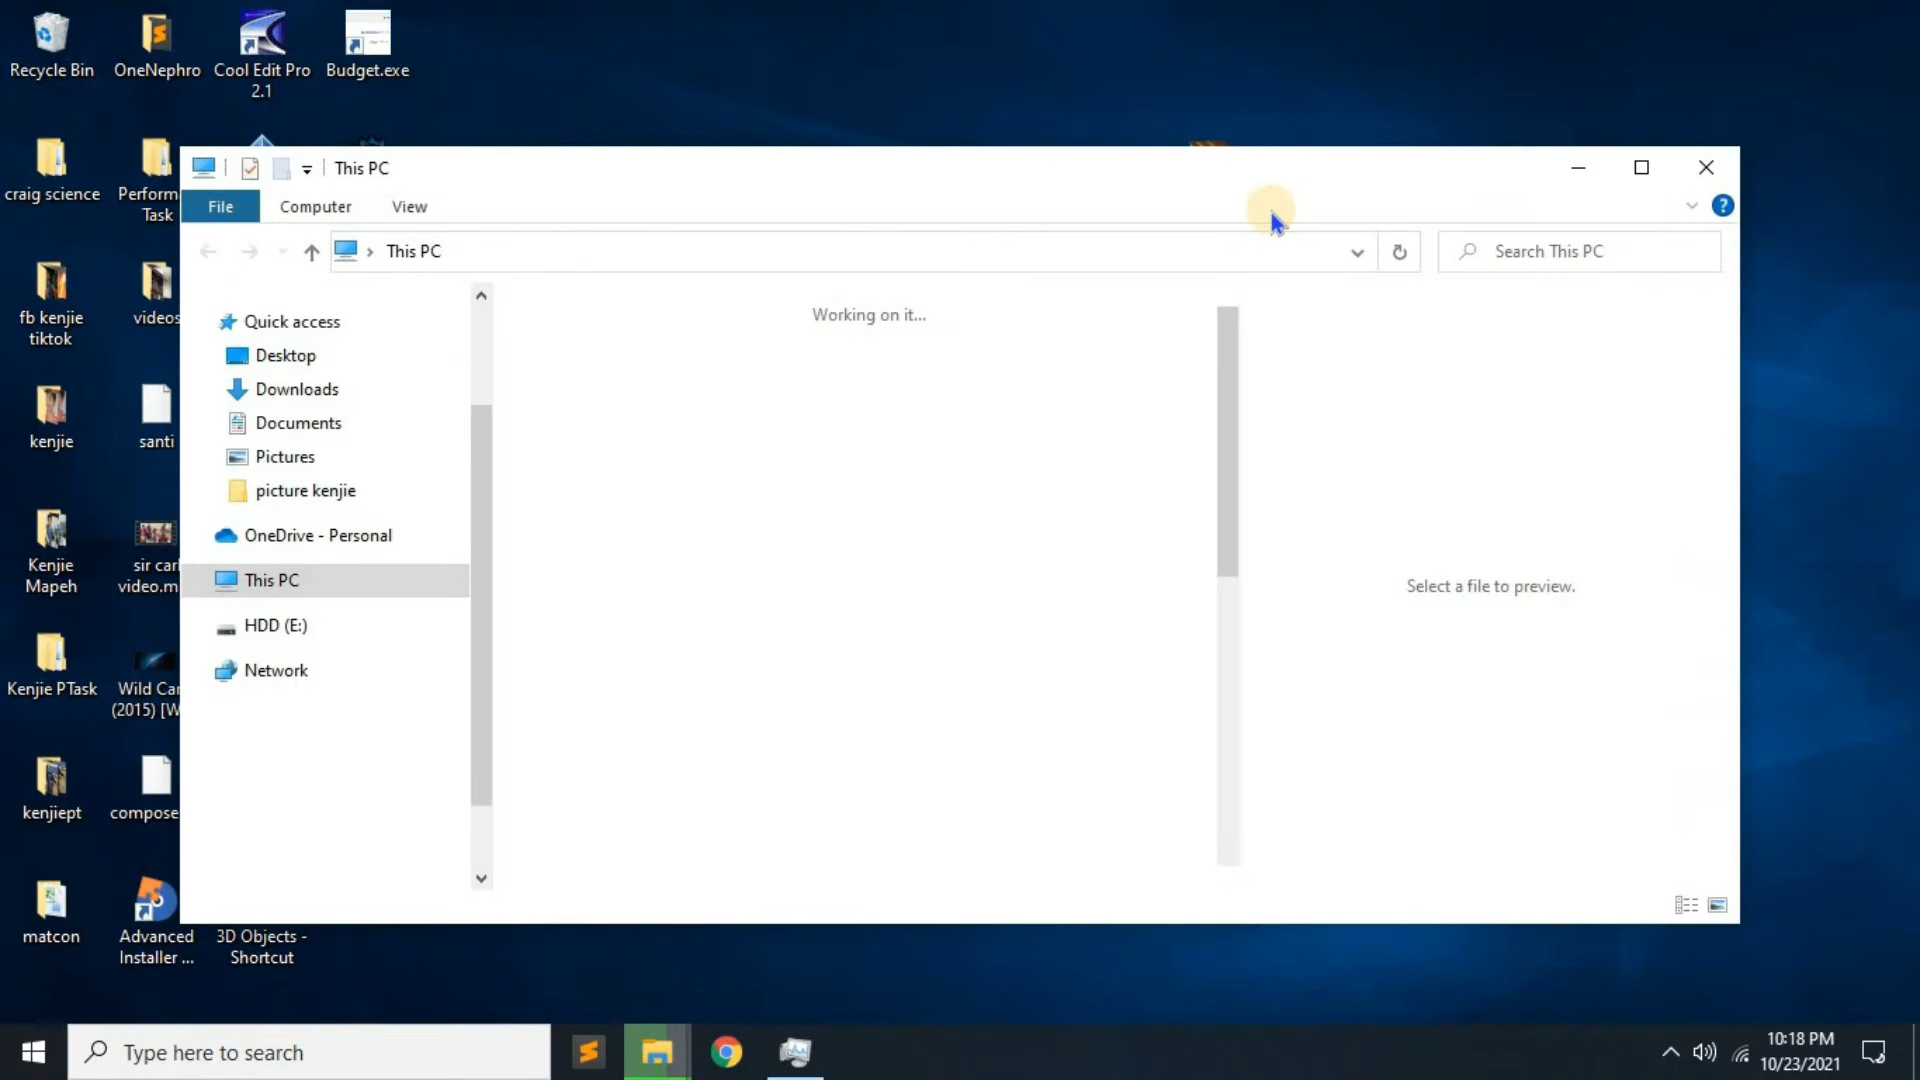 Recycle Bin
OneNephro
Cool Edit Pro
2.1
Budget.exe
craig science
Perform
Task
fb kenjie
tiktok
videos
kenjie
santi
Kenjie
Mapeh
sir carl
video.m
Kenjie PTask
Wild Car
(2015) [W
kenjiept
compose
matcon
Advanced
Installer ...
3D Objects -
Shortcut
This PC
File
Computer
View
This PC
Search This PC
Quick access
Desktop
Downloads
Documents
Pictures
picture kenjie
OneDrive - Personal
This PC
HDD (E:)
Network
Working on it...
Select a file to preview.
Type here to search
10:18 PM
10/23/2021